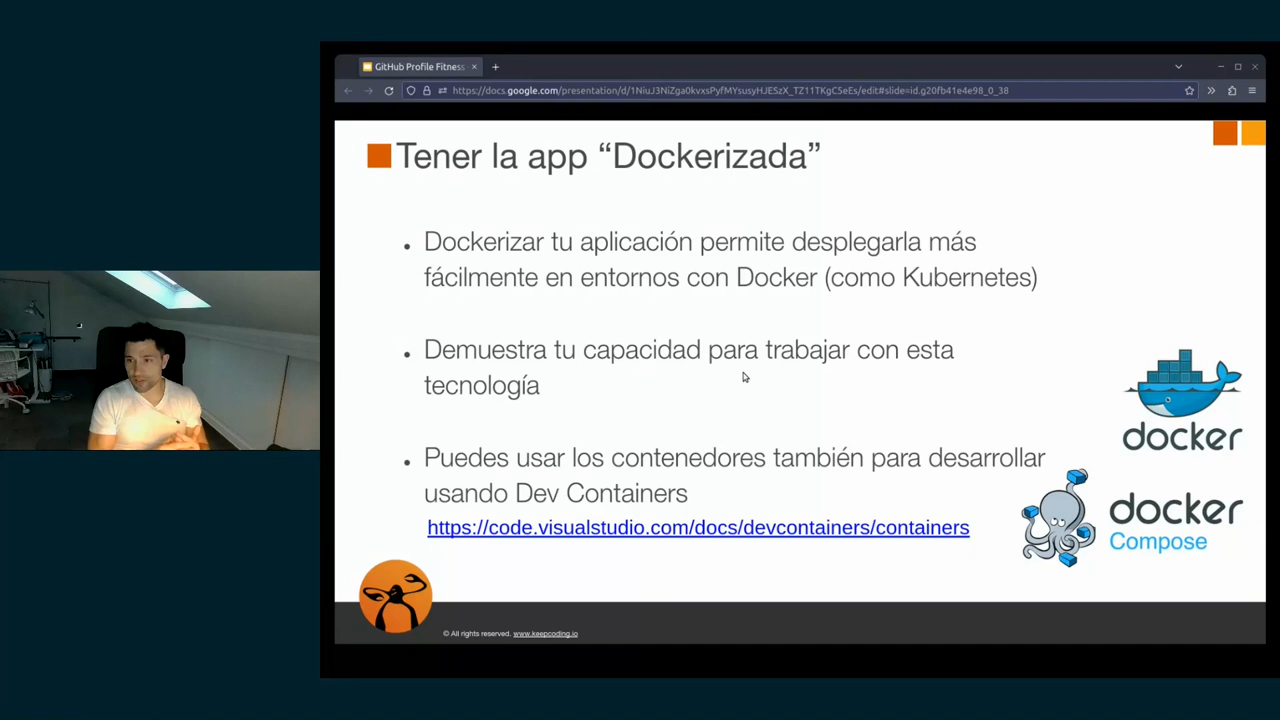 GitHub Profile Fitness
https://docs.google.com/presentation/d/1NiuJ3NiZga0kvxsPyfMYsusyHJESzX_TZ11TKgC5eEs/edit#slide=id.g20fb41e4e98_0_38
Tener la app “Dockerizada”
• Dockerizar tu aplicación permite desplegarla más
fácilmente en entornos con Docker (como Kubernetes)
• Demuestra tu capacidad para trabajar con esta
tecnología
• Puedes usar los contenedores también para desarrollar
usando Dev Containers
https://code.visualstudio.com/docs/devcontainers/containers
docker
docker
Compose
© All rights reserved. www.keepcoding.io